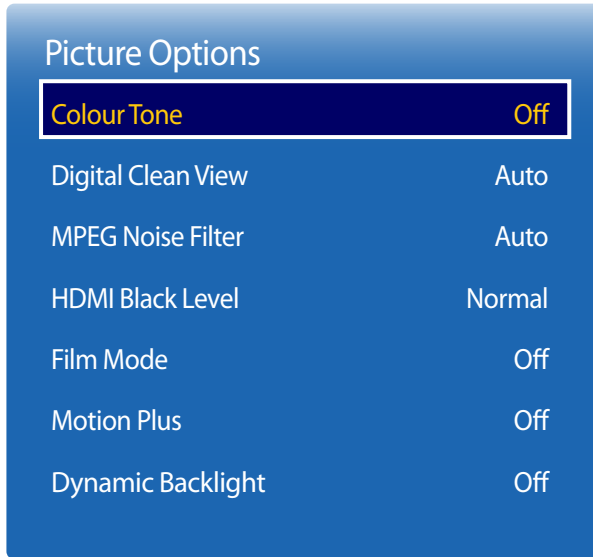 Picture Options
Colour Tone Off
Digital Clean View Auto
MPEG Noise Filter Auto
HDMI Black Level Normal
Film Mode Off
Motion Plus Off
Dynamic Backlight Off